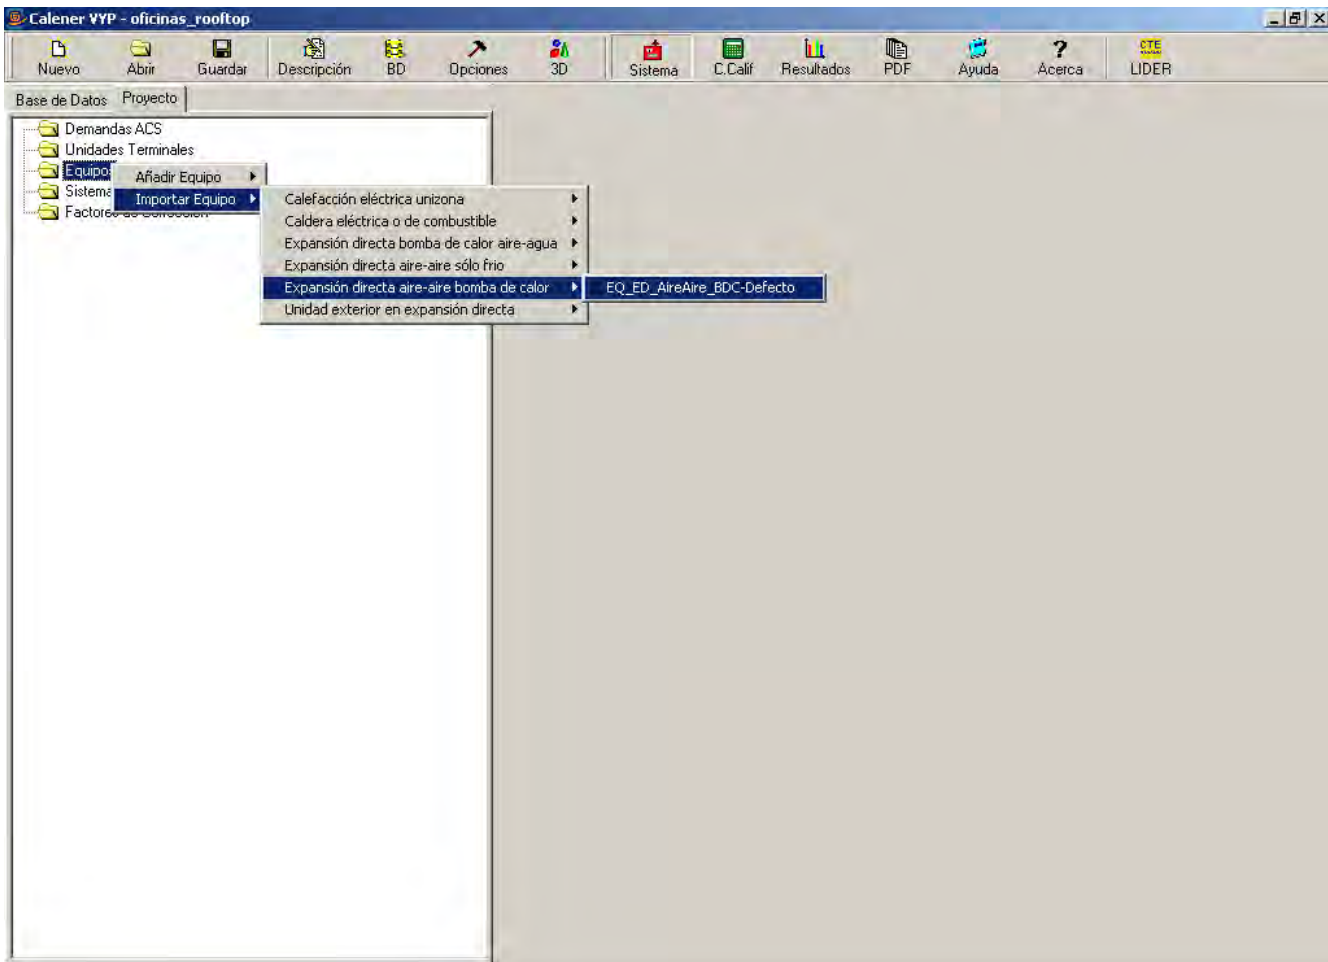 Calener VYP - oficinas_rooftop
Nuevo Abrir Guardar Descripción BD Opciones 3D Sistema C.Calif Resultados PDF Ayuda Acerca CTE LIDER
Base de Datos Proyecto
Demandas ACS
Unidades Terminales
Equipos
Añadir Equipo
Sistema
Importar Equipo
Factores de Corrección
Calefacción eléctrica unizona
Caldera eléctrica o de combustible
Expansión directa bomba de calor aire-agua
Expansión directa aire-aire sólo frio
Expansión directa aire-aire bomba de calor
EQ_ED_AireAire_BDC-Defecto
Unidad exterior en expansión directa